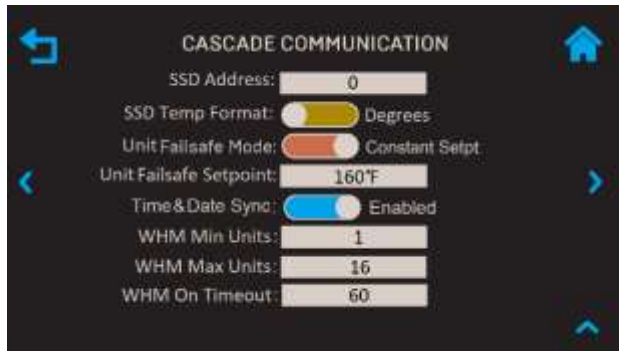 CASCADE COMMUNICATION
SSD Address: 0
SSD Temp Format: Degrees
Unit Failsafe Mode: Constant Setpt
Unit Failsafe Setpoint: 160°F
Time&Date Sync: Enabled
WHM Min Units: 1
WHM Max Units: 16
WHM On Timeout: 60